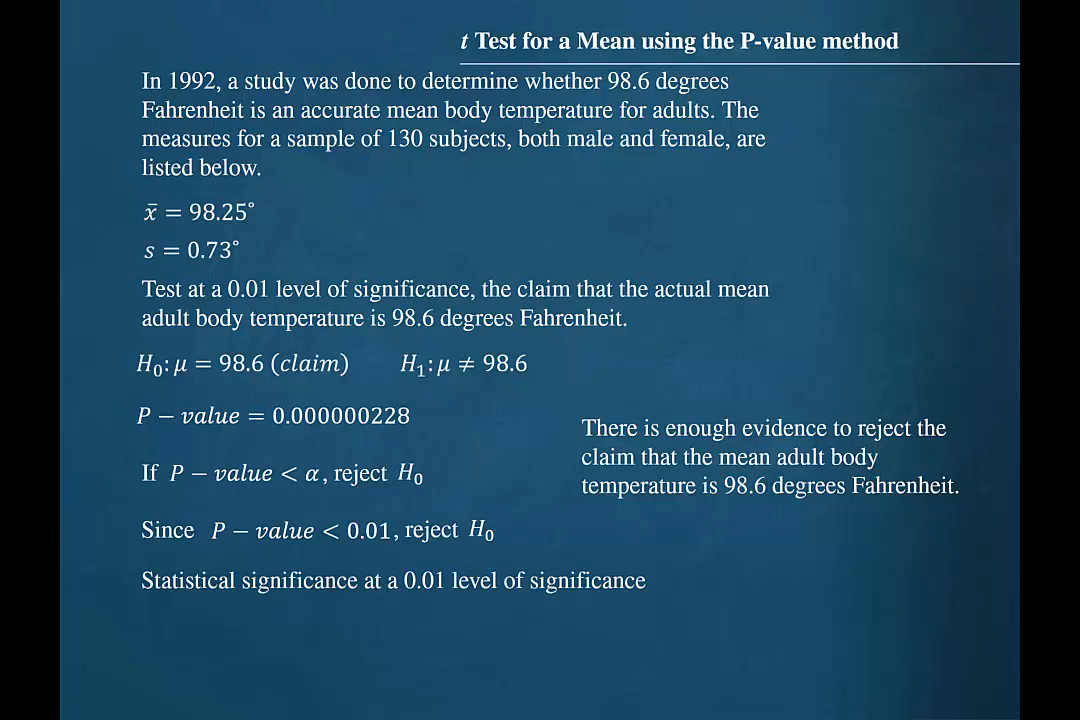 t Test for a Mean using the P-value method
In 1992, a study was done to determine whether 98.6 degrees
Fahrenheit is an accurate mean body temperature for adults. The
measures for a sample of 130 subjects, both male and female, are
listed below.
x̄ = 98.25°
s = 0.73°
Test at a 0.01 level of significance, the claim that the actual mean
adult body temperature is 98.6 degrees Fahrenheit.
H₀: μ = 98.6 (claim) H₁: μ ≠ 98.6
P − value = 0.000000228
If P − value < α, reject H₀
Since P − value < 0.01, reject H₀
Statistical significance at a 0.01 level of significance
There is enough evidence to reject the
claim that the mean adult body
temperature is 98.6 degrees Fahrenheit.